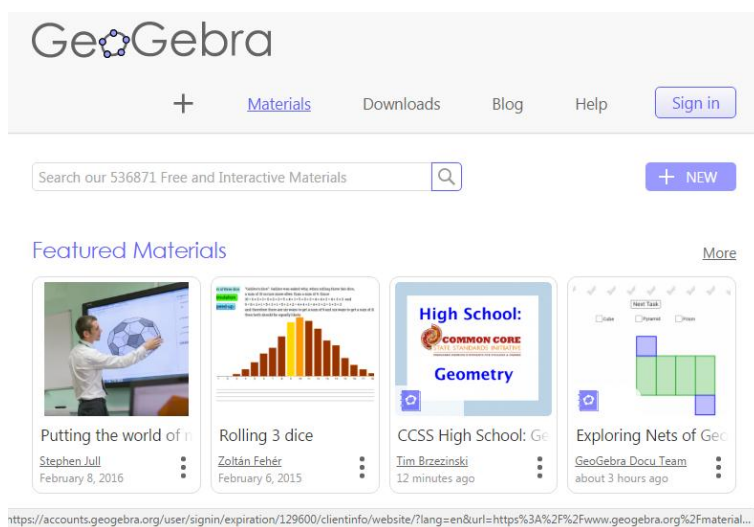 GeoGebra
+ Materials Downloads Blog Help Sign in
Search our 536871 Free and Interactive Materials
+ NEW
Featured Materials More
High School:
COMMON CORE
STATE STANDARDS INITIATIVE
Geometry
Next Task
Cube Pyramid Prism
Putting the world of
Rolling 3 dice
CCSS High School: Ge
Exploring Nets of Geo
Stephen Jull
February 8, 2016
Zoltán Fehér
February 6, 2015
Tim Brzezinski
12 minutes ago
GeoGebra Docu Team
about 3 hours ago
https://accounts.geogebra.org/user/signin/expiration/129600/clientinfo/website/?lang=en&url=https%3A%2F%2Fwww.geogebra.org%2Fmaterial...